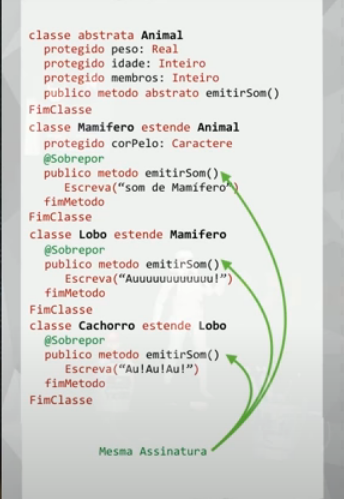 classe abstrata Animal
protegido peso: Real
protegido idade: Inteiro
protegido membros: Inteiro
publico metodo abstrato emitirSom()
FimClasse
classe Mamifero estende Animal
protegido corPelo: Caractere
@Sobrepor
publico metodo emitirSom()
Escreva(“som de Mamífero”)
fimMetodo
FimClasse
classe Lobo estende Mamifero
@Sobrepor
publico metodo emitirSom()
Escreva(“Auuuuuuuuuuou!”)
fimMetodo
FimClasse
classe Cachorro estende Lobo
@Sobrepor
publico metodo emitirSom()
Escreva(“Au!Au!Au!”)
fimMetodo
FimClasse
Mesma Assinatura